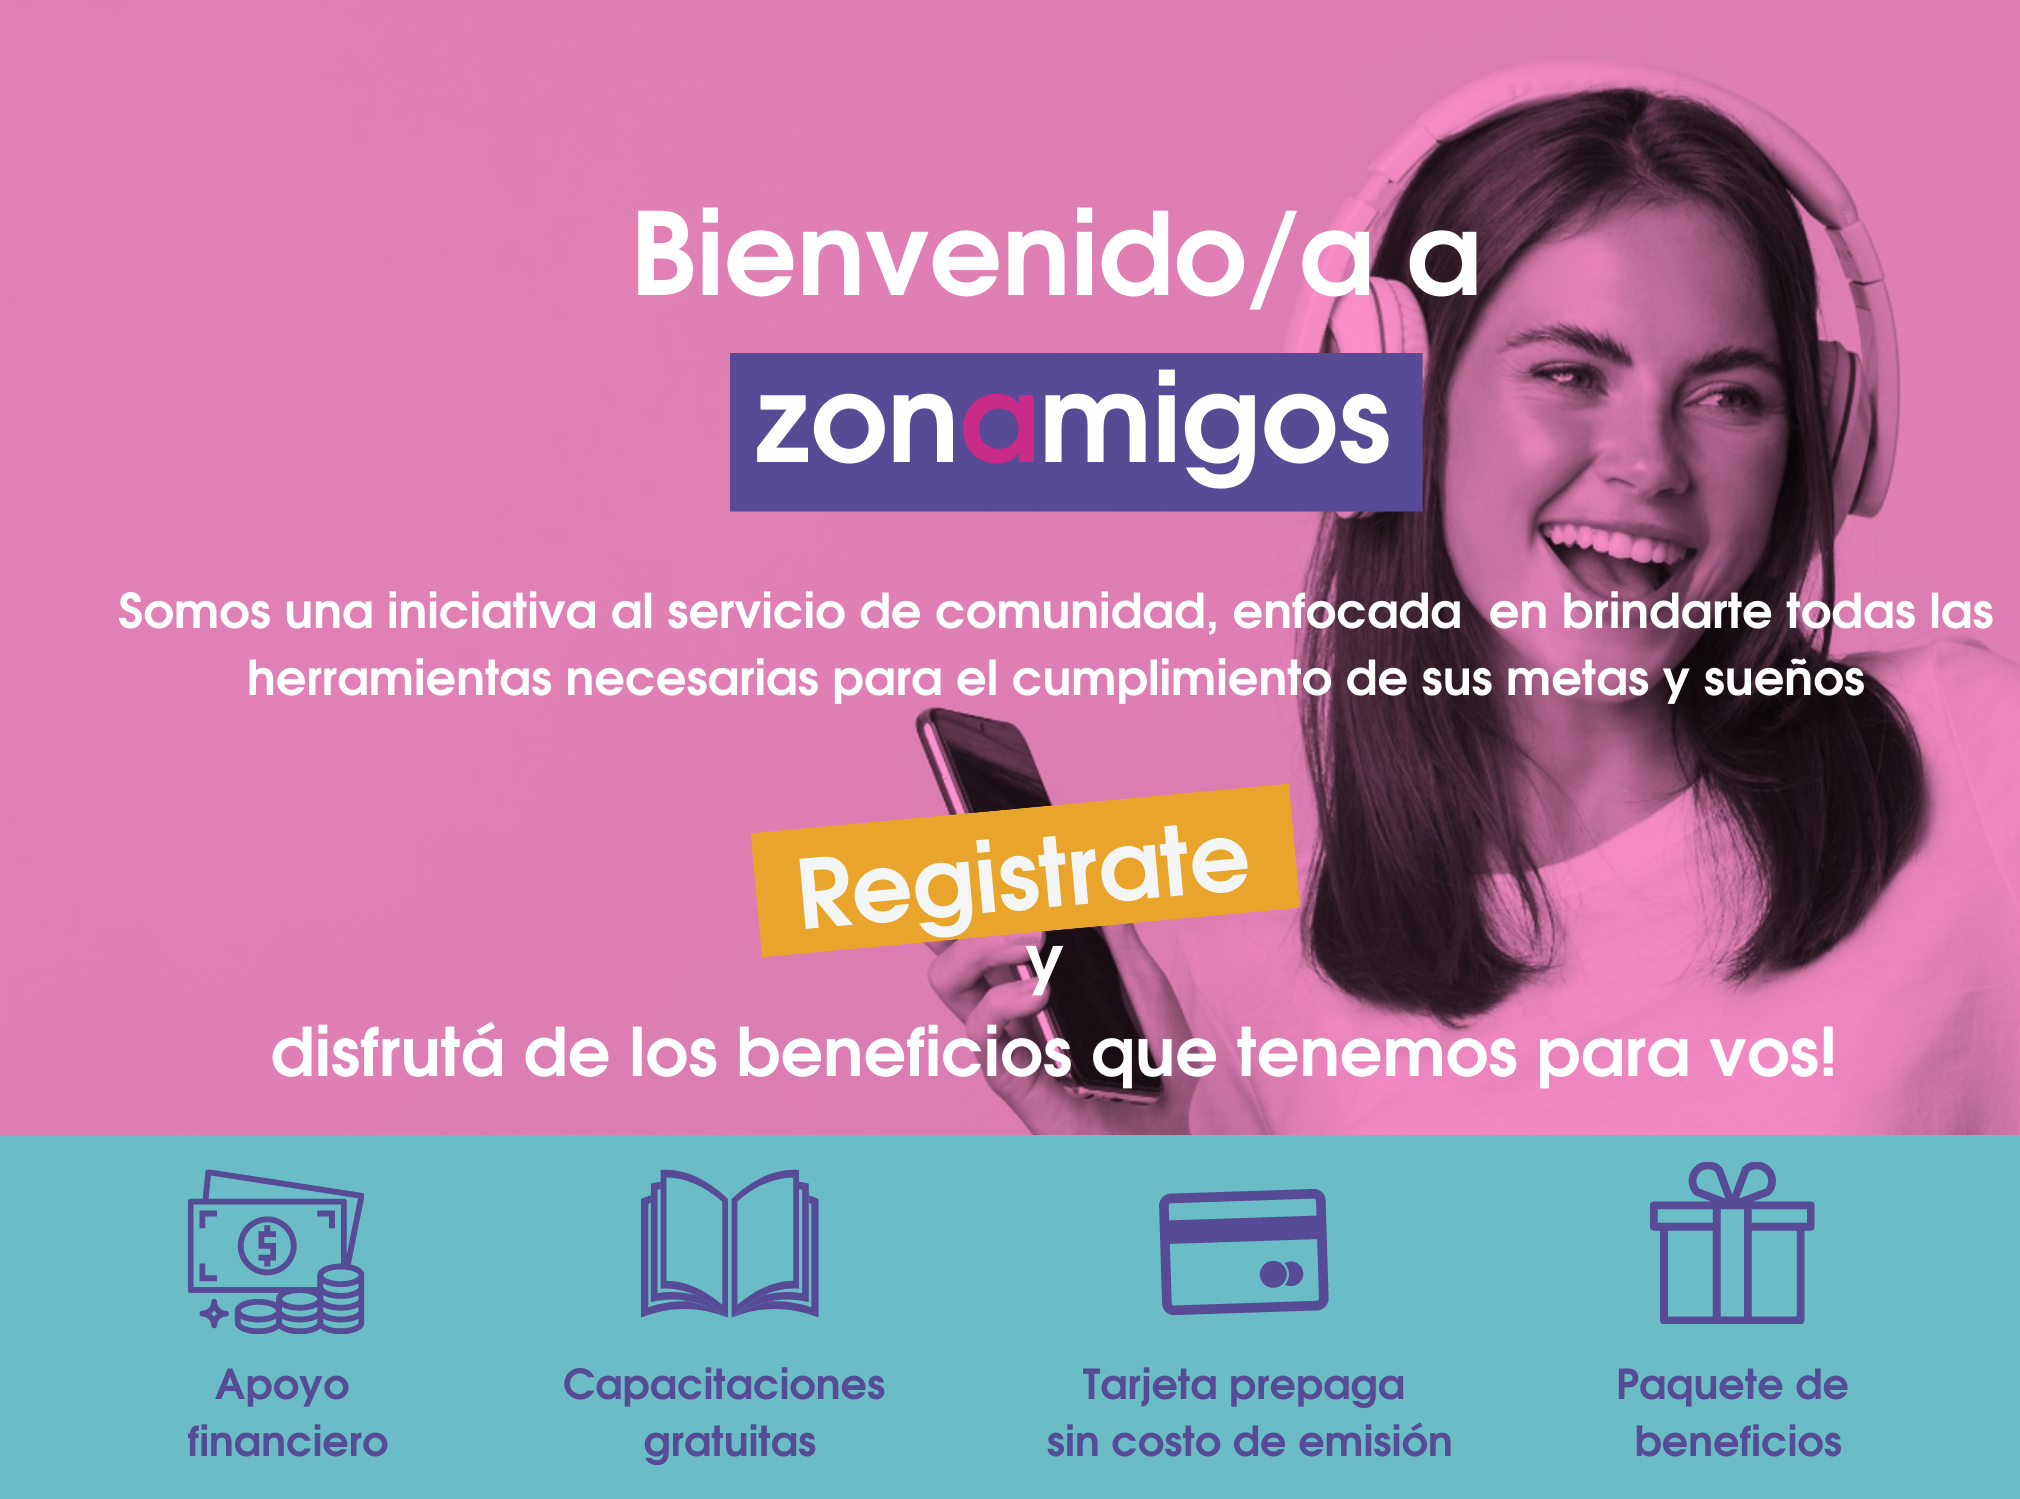 Bienvenido/a a
zonamigos
Somos una iniciativa al servicio de comunidad, enfocada  en brindarte todas las
herramientas necesarias para el cumplimiento de sus metas y sueños
Registrate
y
disfrutá de los beneficios que tenemos para vos!
Apoyo
financiero
Capacitaciones
gratuitas
Tarjeta prepaga
sin costo de emisión
Paquete de
beneficios